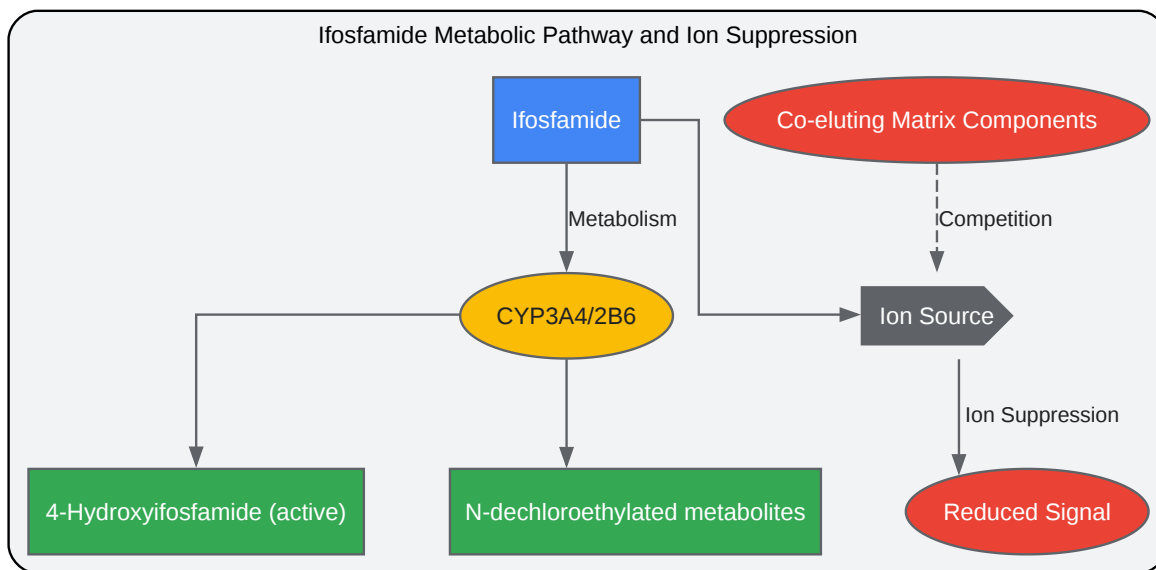 Ifosfamide Metabolic Pathway and Ion Suppression
Ifosfamide
Co-eluting Matrix Components
Metabolism
Competition
CYP3A4/2B6
Ion Source
Ion Suppression
4-Hydroxyifosfamide (active)
N-dechloroethylated metabolites
Reduced Signal